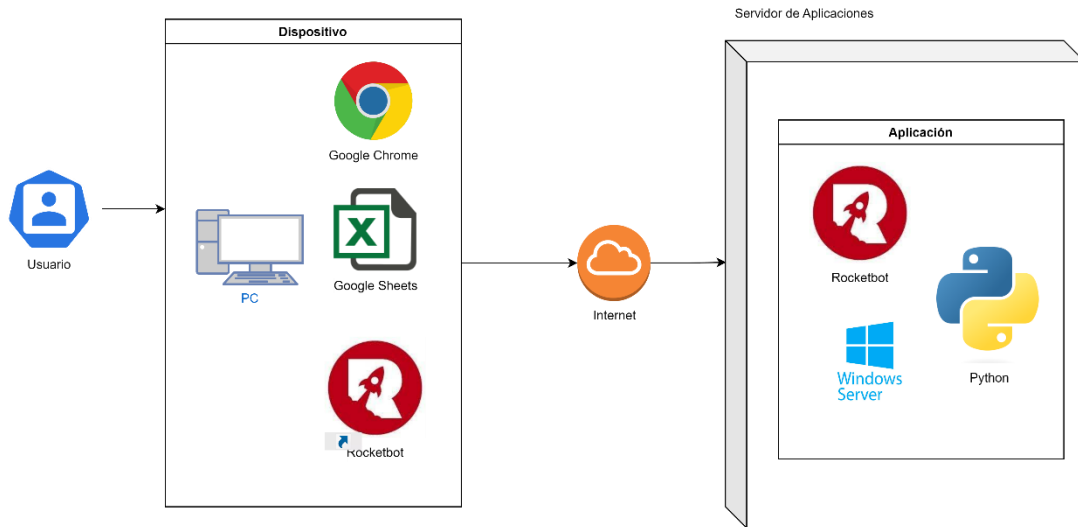 Servidor de Aplicaciones
Dispositivo
Google Chrome
Usuario
PC
Google Sheets
Rocketbot
Internet
Aplicación
Rocketbot
Windows
Server
Python